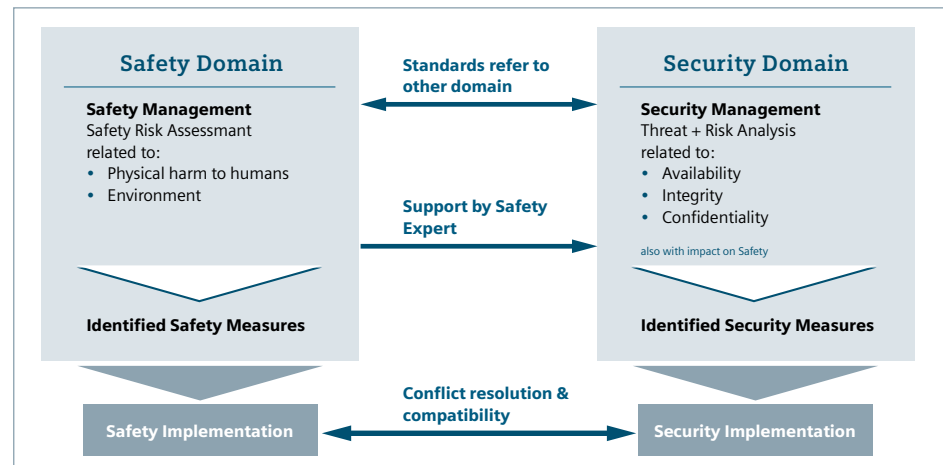 Safety Domain
Safety Management
Safety Risk Assessmant
related to:
• Physical harm to humans
• Environment
Identified Safety Measures
Safety Implementation
Standards refer to
other domain
Support by Safety
Expert
Conflict resolution &
compatibility
Security Domain
Security Management
Threat + Risk Analysis
related to:
• Availability
• Integrity
• Confidentiality
also with impact on Safety
Identified Security Measures
Security Implementation